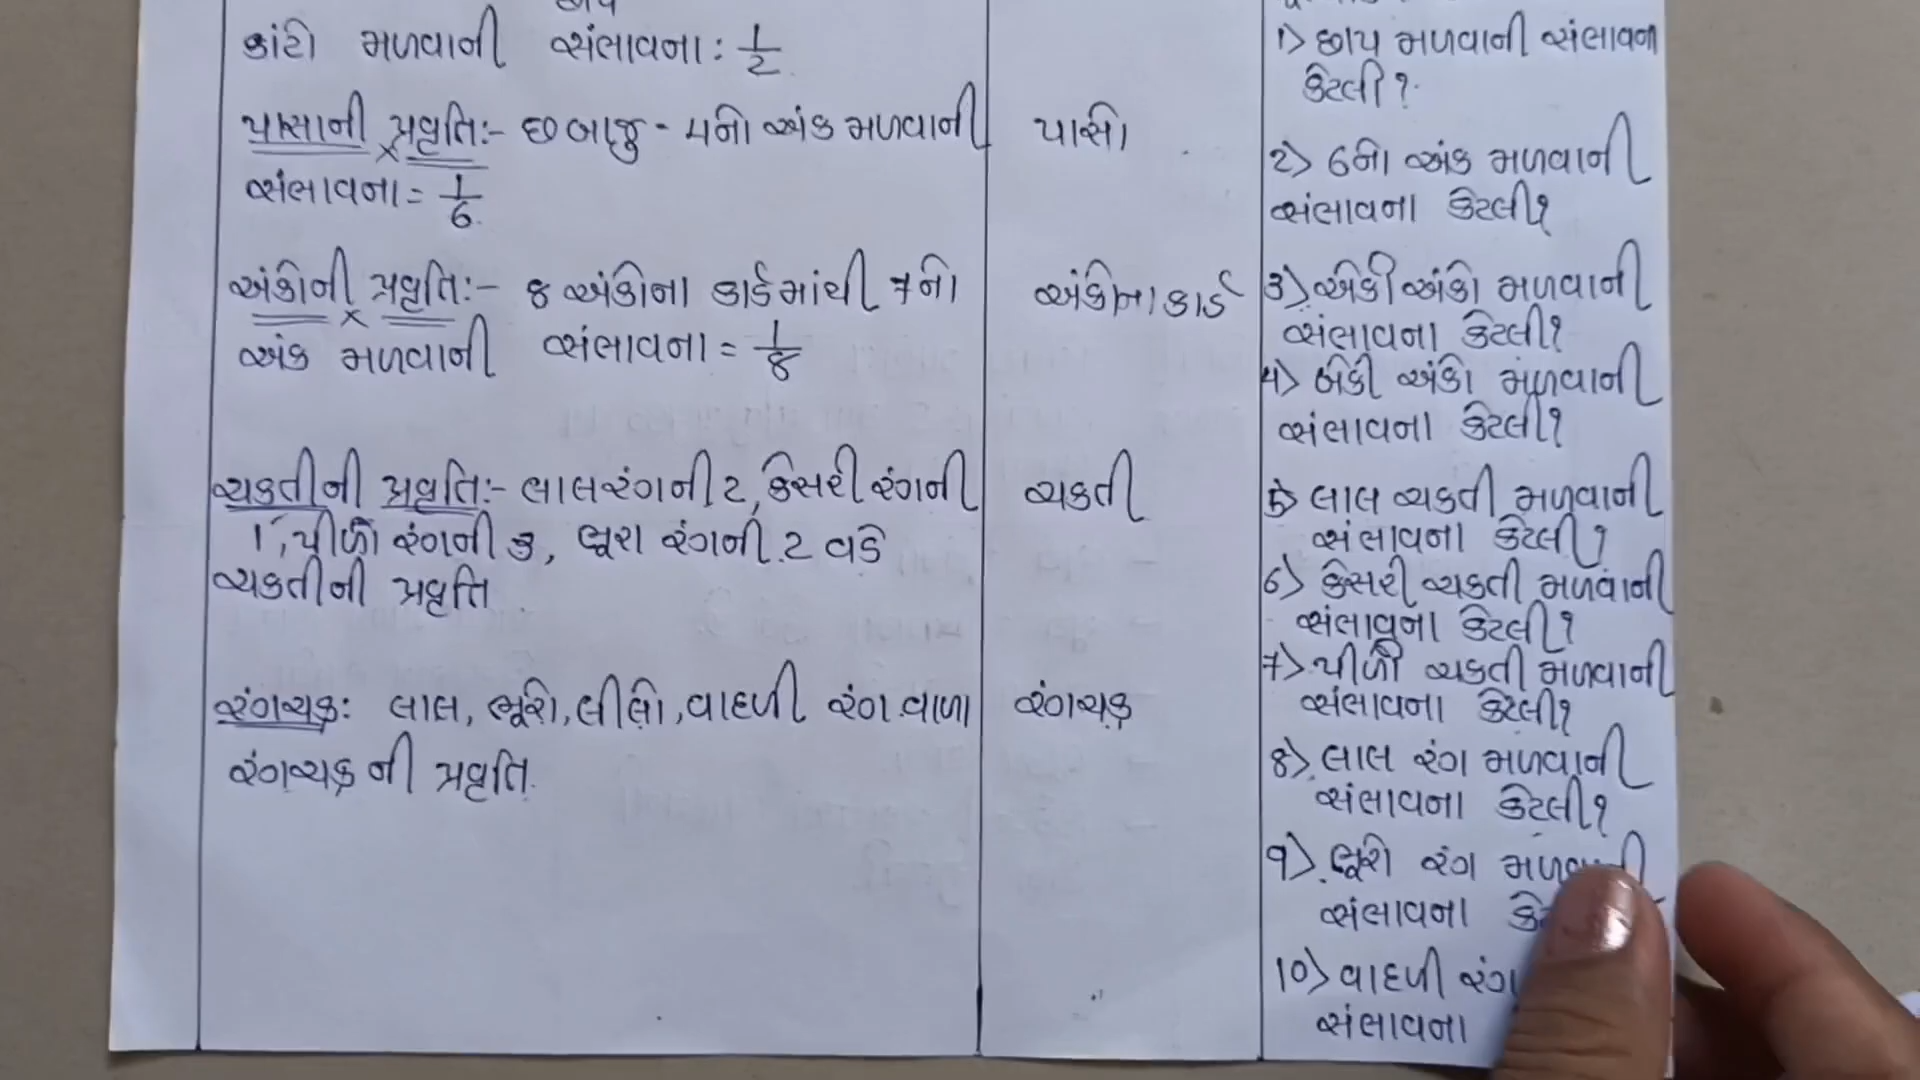 કાંટો મળવાની સંભાવના: 1/2
પાસાની પ્રવૃતિ:- છ બાજુ - 4નો અંક મળવાની
સંભાવના = 1/6
અંકોની પ્રવૃતિ:- 8 અંકોના કાર્ડમાંથી 7નો
અંક મળવાની સંભાવના = 1/8
ચકતીની પ્રવૃતિ:- લાલ રંગની 2, કેસરી રંગની
1, પીળા રંગની 3, ભૂરા રંગની 2 વડે
ચકતીની પ્રવૃતિ
રંગચક્ર: લાલ, ભૂરો, લીલો, વાદળી રંગ વાળા
રંગચક્ર ની પ્રવૃતિ.
પાસો
અંકોના કાર્ડ
ચકતી
રંગચક્ર
1) છાપ મળવાની સંભાવના
કેટલી?
2) 6નો અંક મળવાની
સંભાવના કેટલી?
3) એકી અંકો મળવાની
સંભાવના કેટલી?
4) બેકી અંકો મળવાની
સંભાવના કેટલી?
5) લાલ ચકતી મળવાની
સંભાવના કેટલી?
6) કેસરી ચકતી મળવાની
સંભાવના કેટલી?
7) પીળી ચકતી મળવાની
સંભાવના કેટલી?
8) લાલ રંગ મળવાની
સંભાવના કેટલી?
9) ભૂરો રંગ મળવાની
સંભાવના
10) વાદળી રંગ
સંભાવના